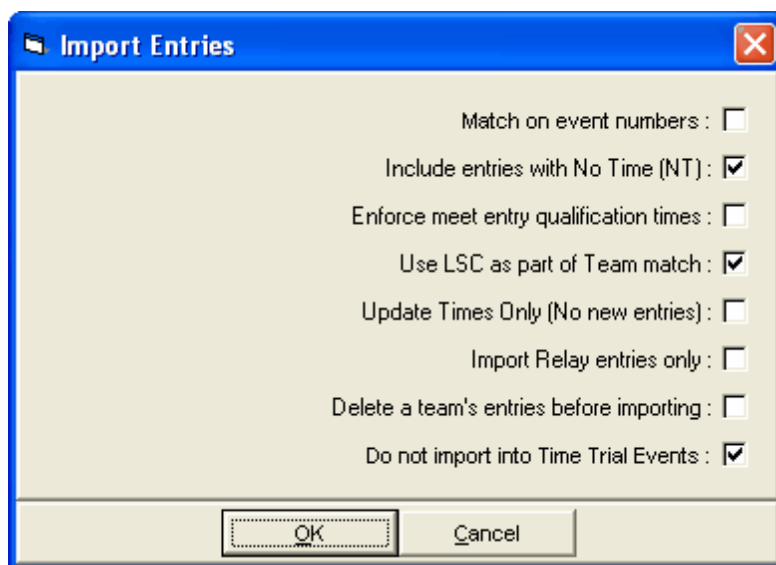 Import Entries
Match on event numbers :
Include entries with No Time (NT) :
Enforce meet entry qualification times :
Use LSC as part of Team match :
Update Times Only (No new entries) :
Import Relay entries only :
Delete a team's entries before importing :
Do not import into Time Trial Events :
OK Cancel